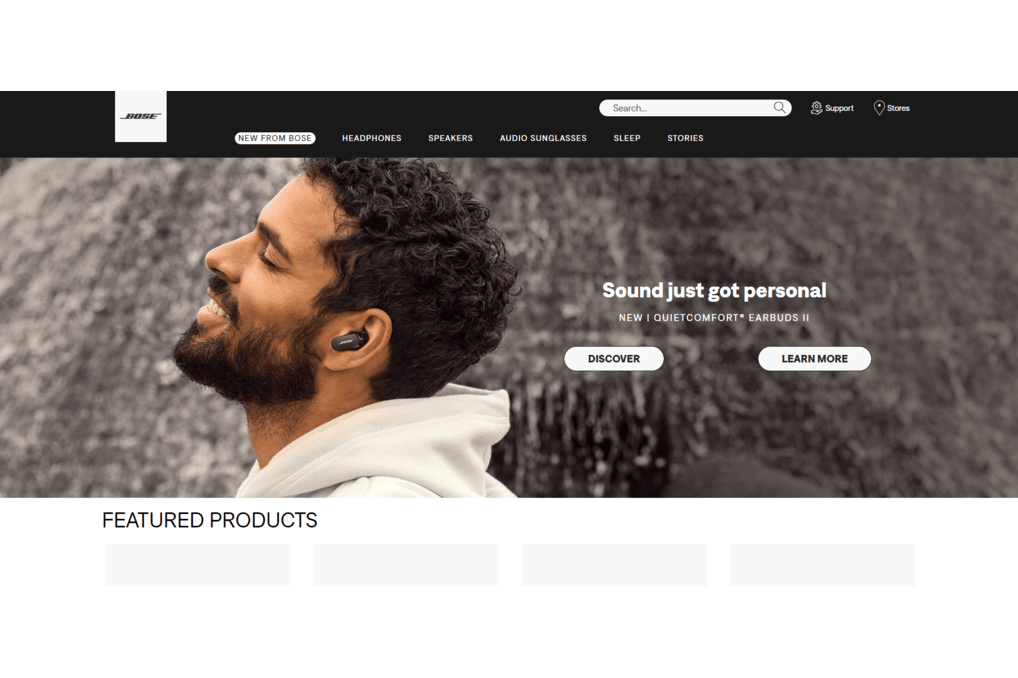 BOSE
Search...
Support
Stores
NEW FROM BOSE
HEADPHONES
SPEAKERS
AUDIO SUNGLASSES
SLEEP
STORIES
Sound just got personal
NEW | QUIETCOMFORT® EARBUDS II
DISCOVER
LEARN MORE
BOSE
FEATURED PRODUCTS